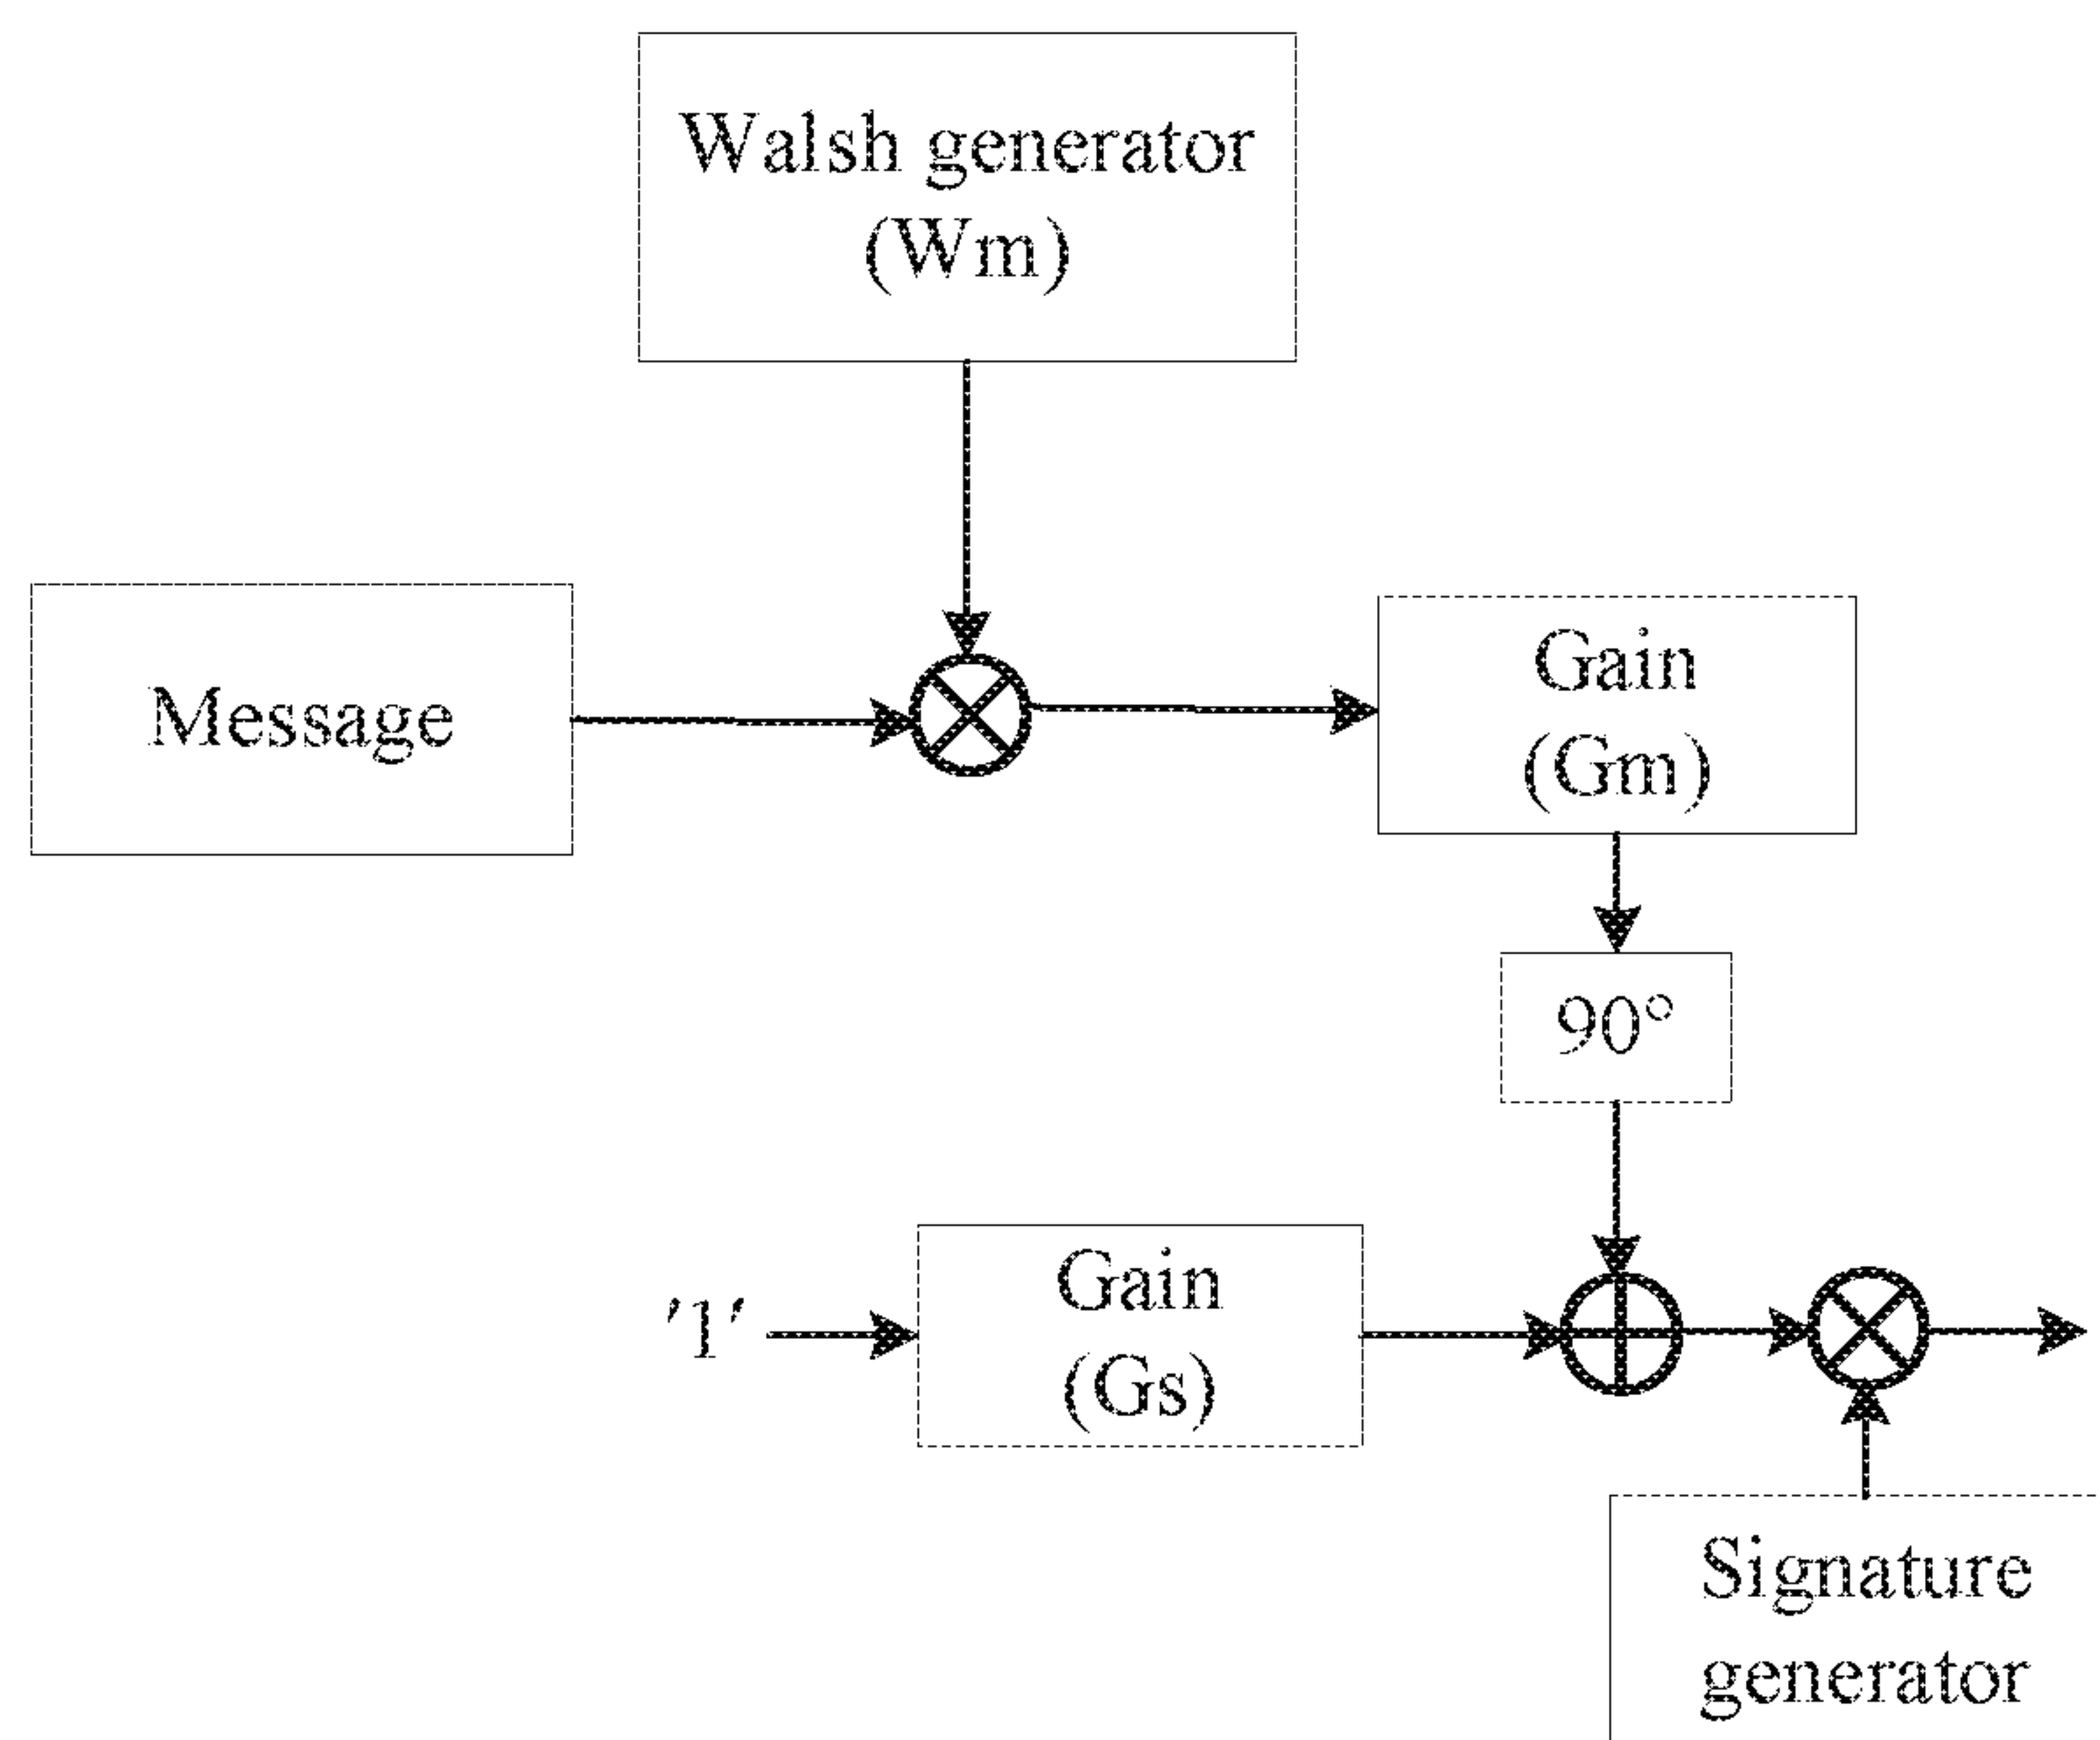 Walsh generator
(Wm)
Message
Gain
(Gm)
90°
'1'
Gain
(Gs)
Signature
generator